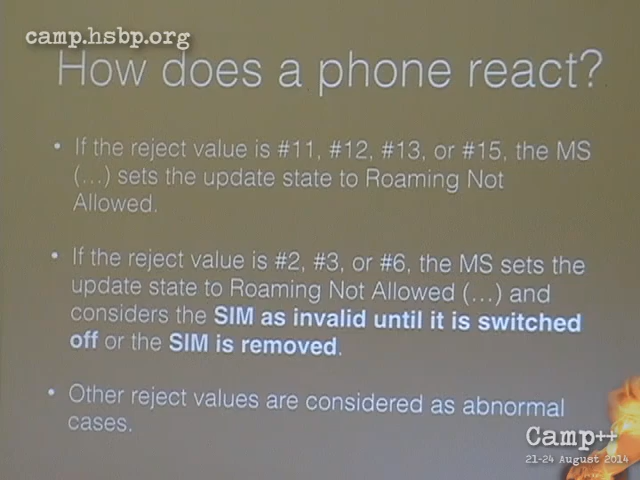 camp.hsbp.org
How does a phone react?
• If the reject value is #11, #12, #13, or #15, the MS
(...) sets the update state to Roaming Not
Allowed.
• If the reject value is #2, #3, or #6, the MS sets the
update state to Roaming Not Allowed (...) and
considers the SIM as invalid until it is switched
off or the SIM is removed.
• Other reject values are considered as abnormal
cases.
Camp++
21-24 August 2014